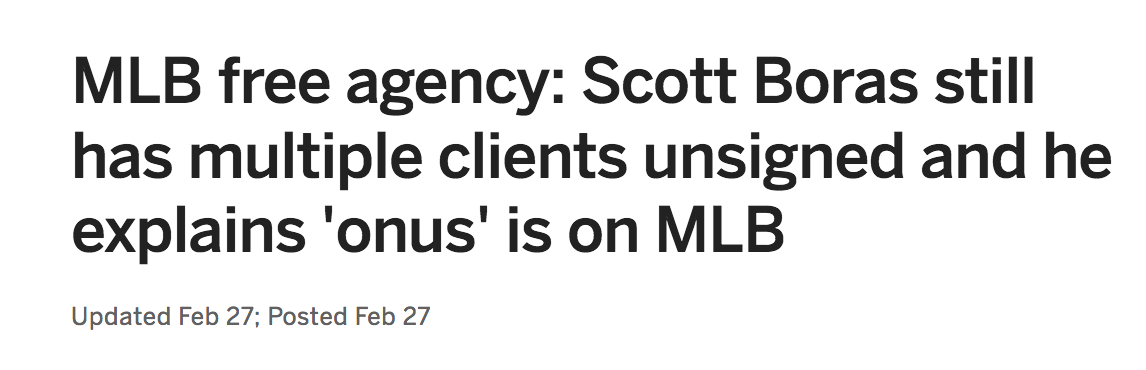 MLB free agency: Scott Boras still
has multiple clients unsigned and he
explains 'onus' is on MLB
Updated Feb 27; Posted Feb 27